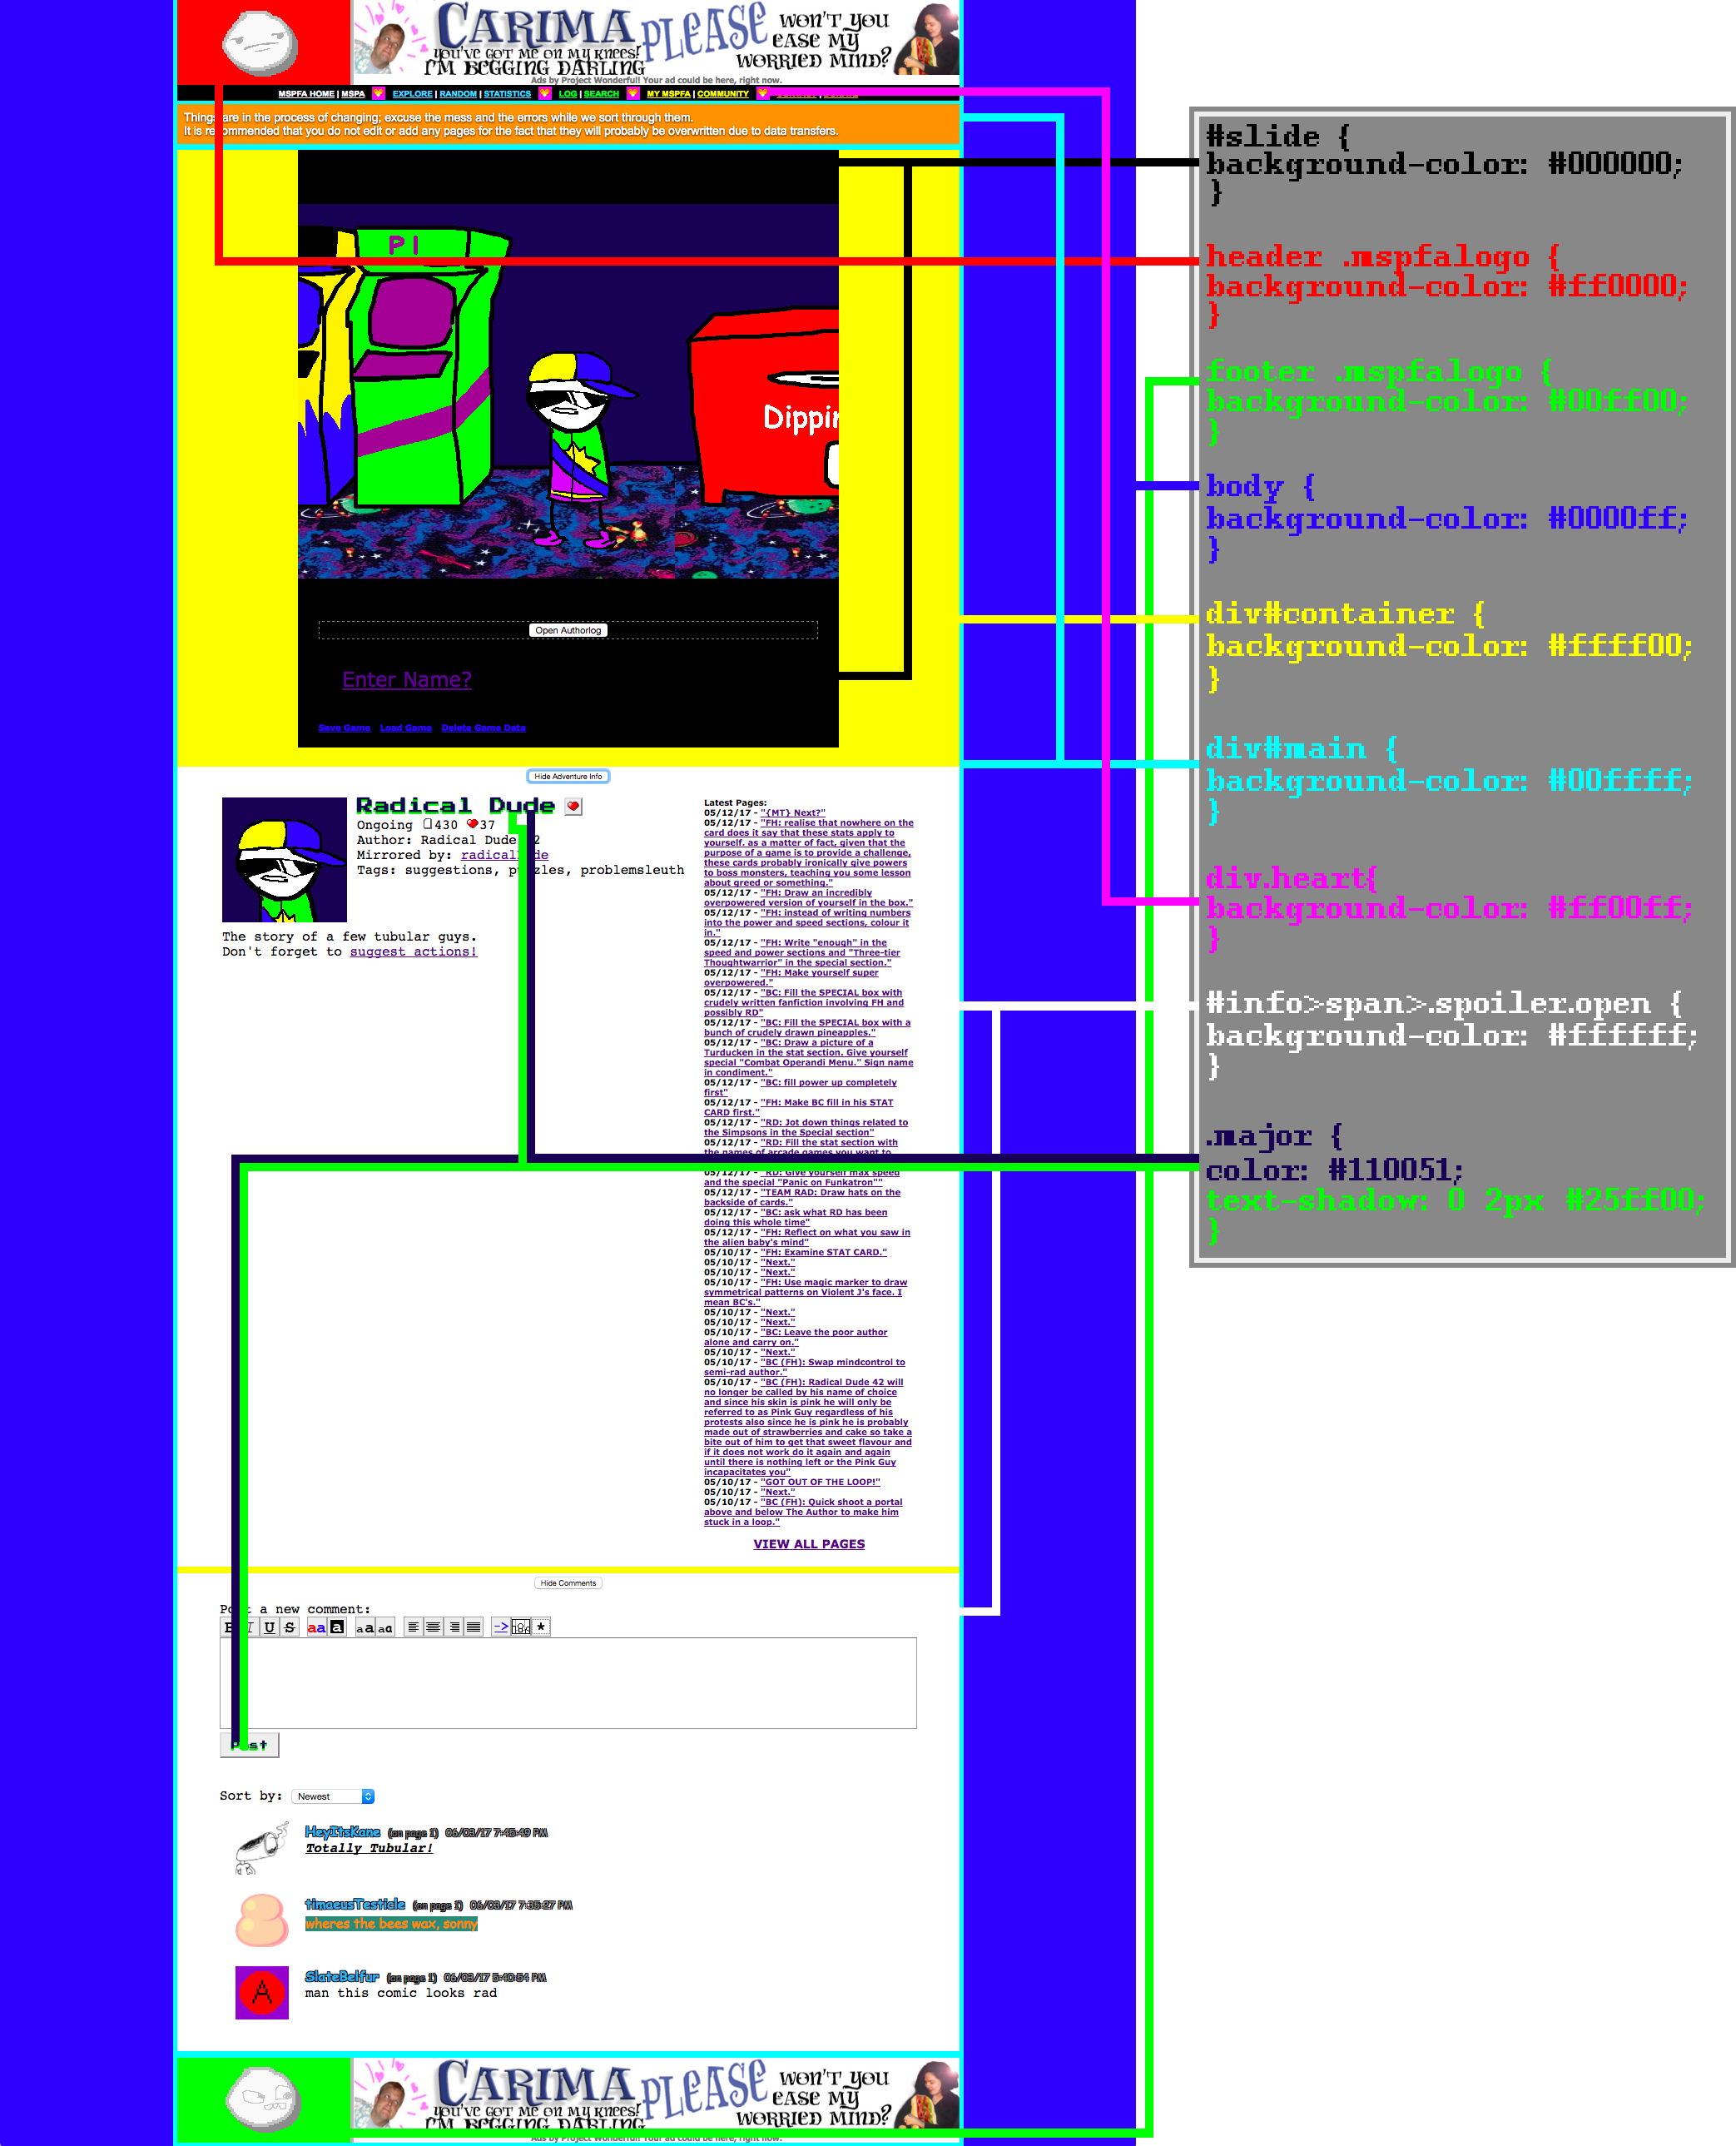 CARIMA PLEASE WON'T YOU
YOU'VE GOT ME ON MY KNEES! EASE MY
I'M BEGGING DARLING WORRIED MIND?
Ads by Project Wonderful! Your ad could be here, right now.
MSPFA HOME | MSPA EXPLORE | RANDOM | STATISTICS LOG | SEARCH MY MSPFA | COMMUNITY
Things are in the process of changing; excuse the mess and the errors while we sort through them.
It is recommended that you do not edit or add any pages for the fact that they will probably be overwritten due to data transfers.
P1
Dippin
Open Authorlog
Enter Name?
Save Game Load Game Delete Game Data
Hide Adventure Info
Radical Dude
Ongoing 430 37
Author: Radical Dude 42
Mirrored by: radicaldude
Tags: suggestions, puzzles, problemsleuth
The story of a few tubular guys.
Don't forget to suggest actions!
Latest Pages:
05/12/17 - "{MT} Next?"
05/12/17 - "FH: realise that nowhere on the
card does it say that these stats apply to
yourself. as a matter of fact, given that the
purpose of a game is to provide a challenge,
these cards probably ironically give powers
to boss monsters, teaching you some lesson
about greed or something."
05/12/17 - "FH: Draw an incredibly
overpowered version of yourself in the box."
05/12/17 - "FH: instead of writing numbers
into the power and speed sections, colour it
in."
05/12/17 - "FH: Write "enough" in the
speed and power sections and "Three-tier
Thoughtwarrior" in the special section."
05/12/17 - "FH: Make yourself super
overpowered."
05/12/17 - "BC: Fill the SPECIAL box with
crudely written fanfiction involving FH and
possibly RD"
05/12/17 - "BC: Fill the SPECIAL box with a
bunch of crudely drawn pineapples."
05/12/17 - "BC: Draw a picture of a
Turducken in the stat section. Give yourself
special "Combat Operandi Menu." Sign name
in condiment."
05/12/17 - "BC: fill power up completely
first"
05/12/17 - "FH: Make BC fill in his STAT
CARD first."
05/12/17 - "RD: Jot down things related to
the Simpsons in the Special section"
05/12/17 - "RD: Fill the stat section with
the games of arcade games you want to
05/12/17 - "RD: Give yourself max speed
and the special "Panic on Funkatron""
05/12/17 - "TEAM RAD: Draw hats on the
backside of cards."
05/12/17 - "BC: ask what RD has been
doing this whole time"
05/12/17 - "FH: Reflect on what you saw in
the alien baby's mind"
05/10/17 - "FH: Examine STAT CARD."
05/10/17 - "Next."
05/10/17 - "Next."
05/10/17 - "FH: Use magic marker to draw
symmetrical patterns on Violent J's face. I
mean BC's."
05/10/17 - "Next."
05/10/17 - "Next."
05/10/17 - "BC: Leave the poor author
alone and carry on."
05/10/17 - "Next."
05/10/17 - "BC (FH): Swap mindcontrol to
semi-rad author."
05/10/17 - "BC (FH): Radical Dude 42 will
no longer be called by his name of choice
and since his skin is pink he will only be
referred to as Pink Guy regardless of his
protests also since he is pink he is probably
made out of strawberries and cake so take a
bite out of him to get that sweet flavour and
if it does not work do it again and again
until there is nothing left or the Pink Guy
incapacitates you"
05/10/17 - "GOT OUT OF THE LOOP!"
05/10/17 - "Next."
05/10/17 - "BC (FH): Quick shoot a portal
above and below The Author to make him
stuck in a loop."
VIEW ALL PAGES
Hide Comments
Post a new comment:
B I U S aa a aa aa -> *
Post
Sort by: Newest
HeyItsKane (on page 1) 06/03/17 7:45:49 PM
Totally Tubular!
timaeusTesticle (on page 1) 06/03/17 7:35:27 PM
wheres the bees wax, sonny
SlateBelfur (on page 1) 06/03/17 5:40:54 PM
A
man this comic looks rad
CARIMA PLEASE WON'T YOU
YOU'VE GOT ME ON MY KNEES! EASE MY
I'M BEGGING DARLING WORRIED MIND?
Ads by Project Wonderful! Your ad could be here, right now.
#slide {
background-color: #000000;
}
header .mspfalogo {
background-color: #ff0000;
}
footer .mspfalogo {
background-color: #00ff00;
}
body {
background-color: #0000ff;
}
div#container {
background-color: #ffff00;
}
div#main {
background-color: #00ffff;
}
div.heart{
background-color: #ff00ff;
}
#info>span>.spoiler.open {
background-color: #ffffff;
}
.major {
color: #110051;
text-shadow: 0 2px #25ff00;
}